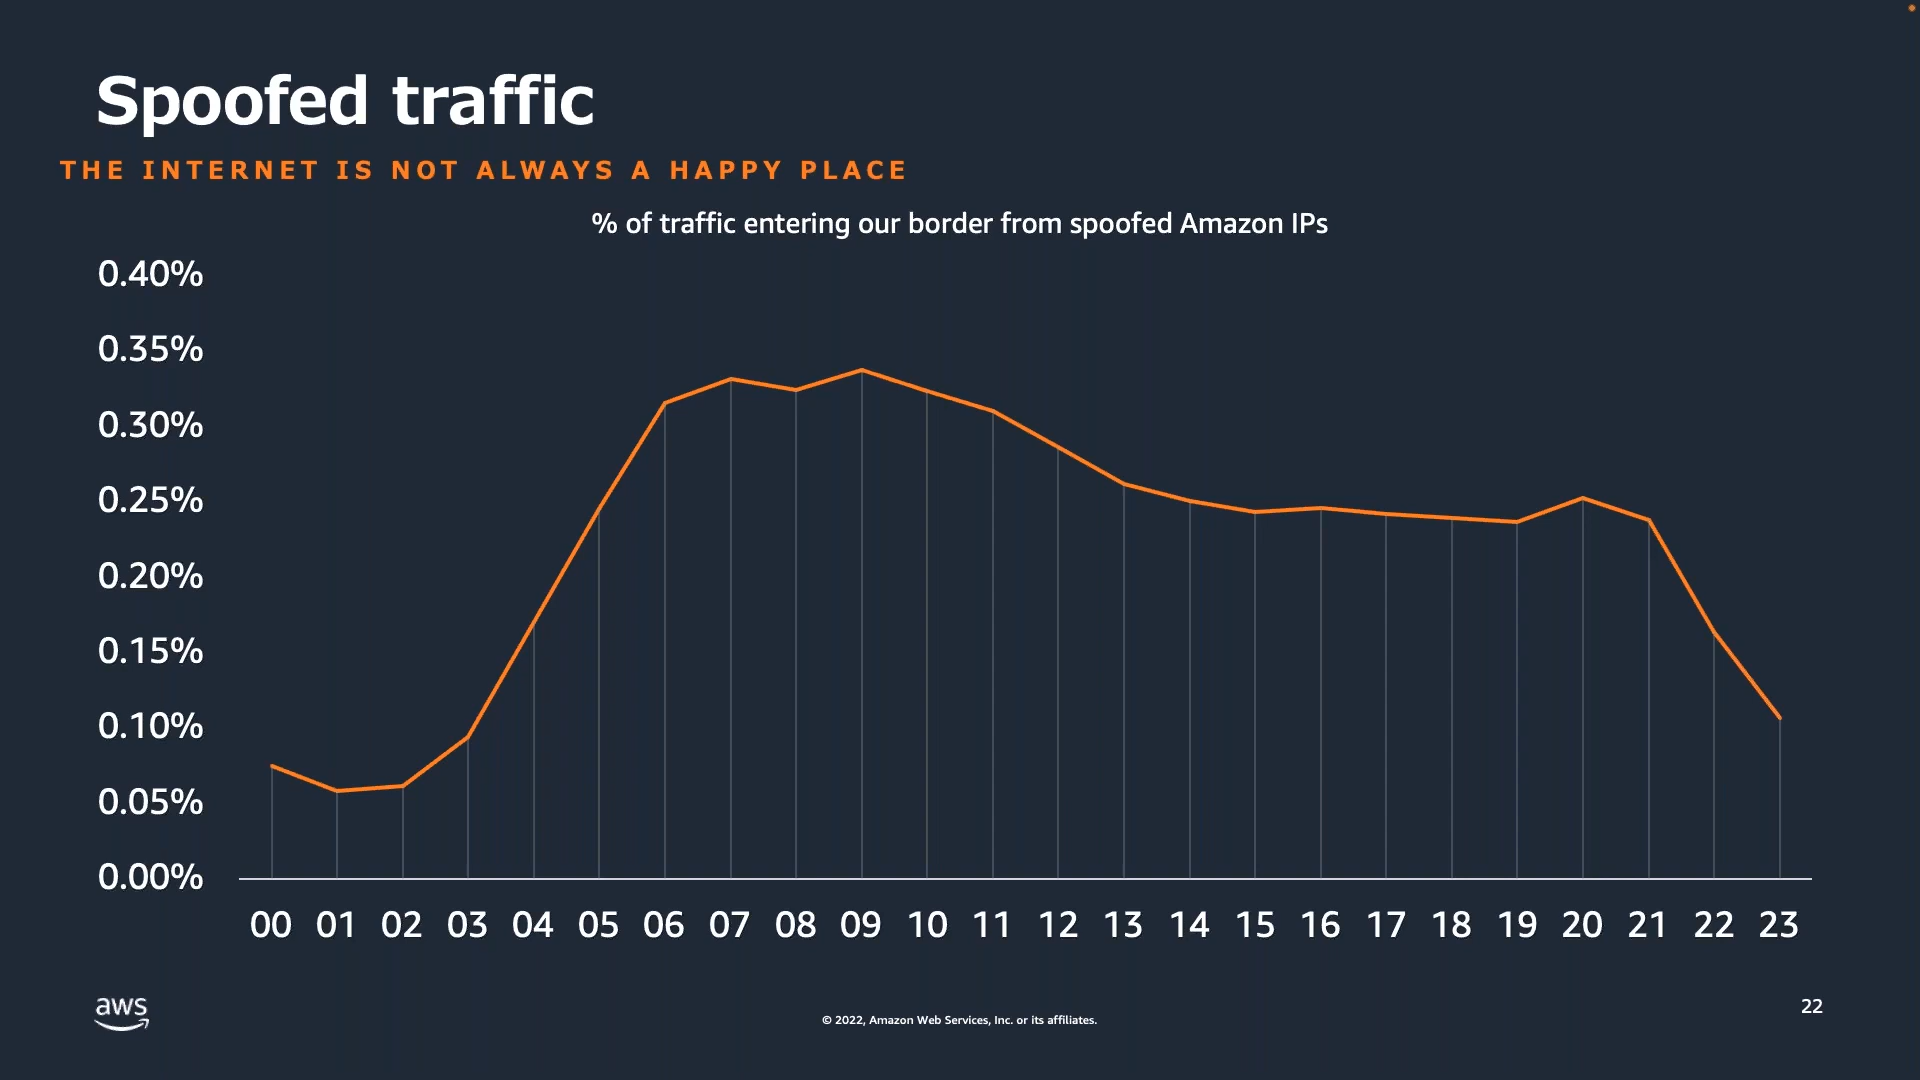 Spoofed traffic
THE INTERNET IS NOT ALWAYS A HAPPY PLACE
% of traffic entering our border from spoofed Amazon IPs
0.40%
0.35%
0.30%
0.25%
0.20%
0.15%
0.10%
0.05%
0.00%
00 01 02 03 04 05 06 07 08 09 10 11 12 13 14 15 16 17 18 19 20 21 22 23
aws
© 2022, Amazon Web Services, Inc. or its affiliates.
22